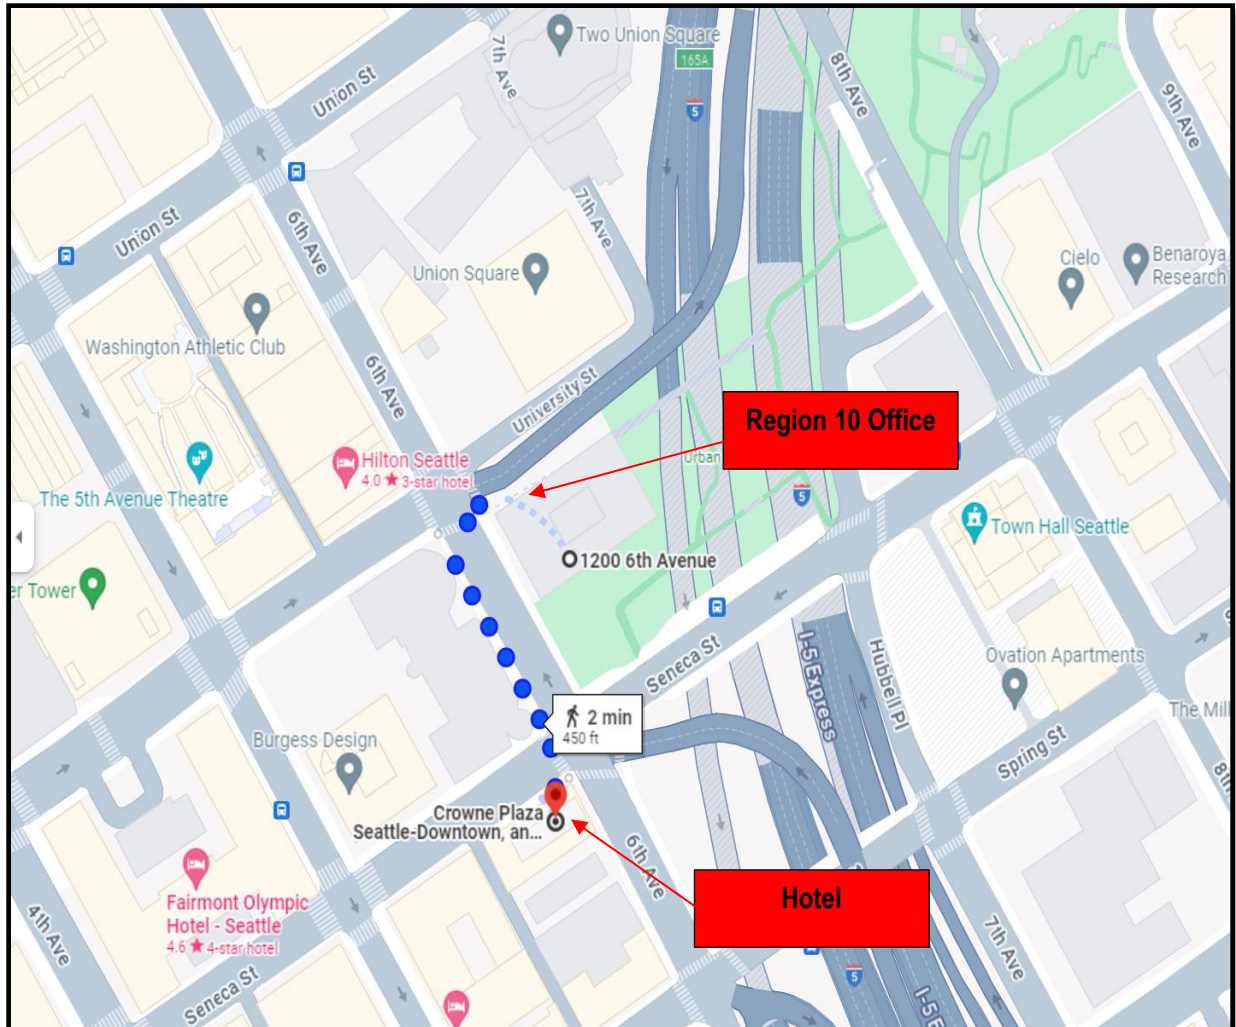 Two Union Square
165A
5
7th Ave
8th Ave
9th Ave
Union St
Union St
6th Ave
7th Ave
Union Square
Cielo
Benaroya
Research
Washington Athletic Club
6th Ave
University St
Region 10 Office
Hilton Seattle
4.0 ★ 3-star hotel
Urban
The 5th Avenue Theatre
5
Town Hall Seattle
1200 6th Avenue
er Tower
Seneca St
I-5 Express
Hubbell Pl
Ovation Apartments
2 min
450 ft
The Mill
Burgess Design
Spring St
8th
Crowne Plaza
Seattle-Downtown, an...
6th Ave
Hotel
Fairmont Olympic
Hotel - Seattle
4.6 ★ 4-star hotel
4th Ave
7th Ave
5
Seneca St
I-5 E